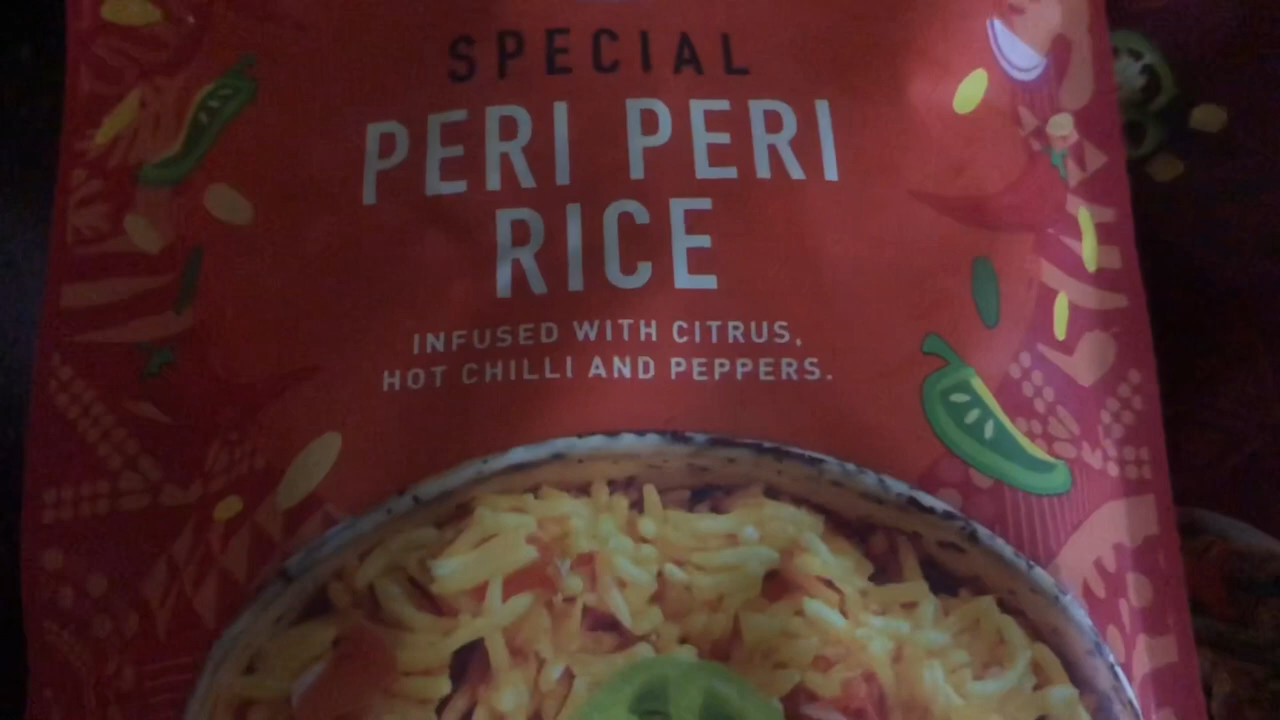 SPECIAL
PERI PERI
RICE
INFUSED WITH CITRUS,
HOT CHILLI AND PEPPERS.